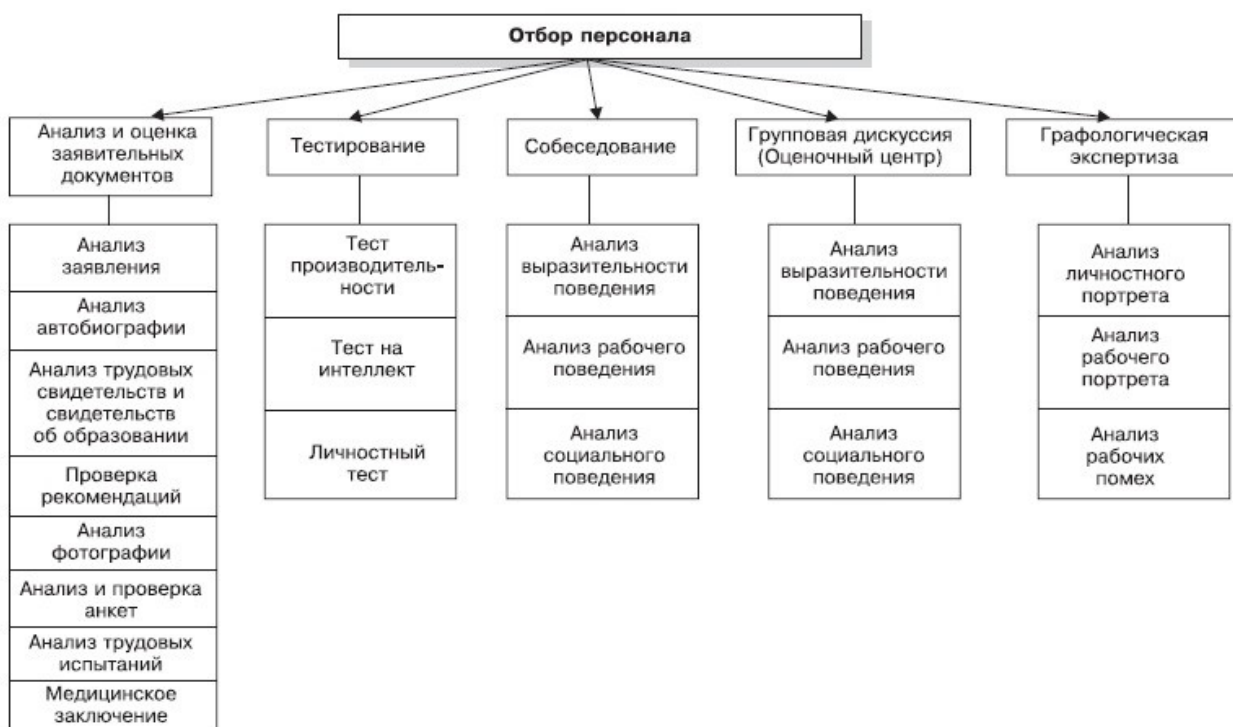 Отбор персонала
Анализ и оценка
заявительных
документов
Тестирование
Собеседование
Групповая дискуссия
(Оценочный центр)
Графологическая
экспертиза
Анализ
заявления
Анализ
автобиографии
Анализ трудовых
свидетельств и
свидетельств
об образовании
Проверка
рекомендаций
Анализ
фотографии
Анализ и проверка
анкет
Анализ трудовых
испытаний
Медицинское
заключение
Тест
производитель-
ности
Тест на
интеллект
Личностный
тест
Анализ
выразительности
поведения
Анализ рабочего
поведения
Анализ
социального
поведения
Анализ
выразительности
поведения
Анализ рабочего
поведения
Анализ
социального
поведения
Анализ
личностного
портрета
Анализ
рабочего
портрета
Анализ
рабочих
помех